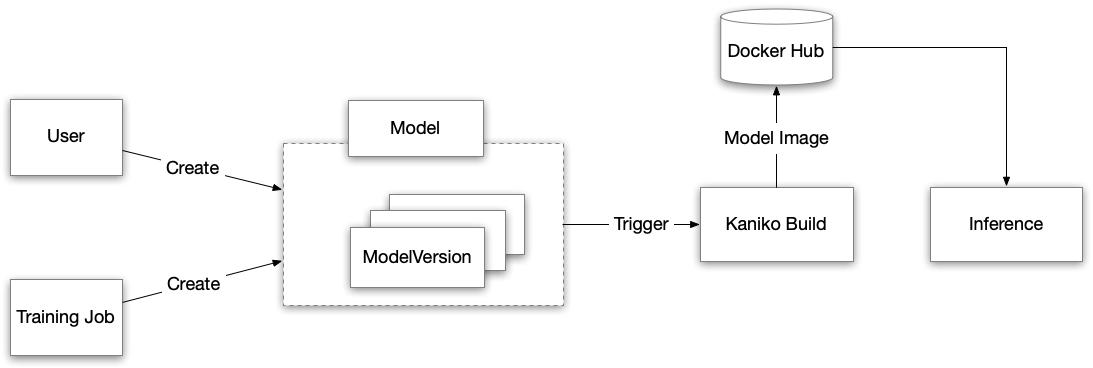 User
Create
Training Job
Create
Model
ModelVersion
Trigger
Docker Hub
Model Image
Kaniko Build
Inference